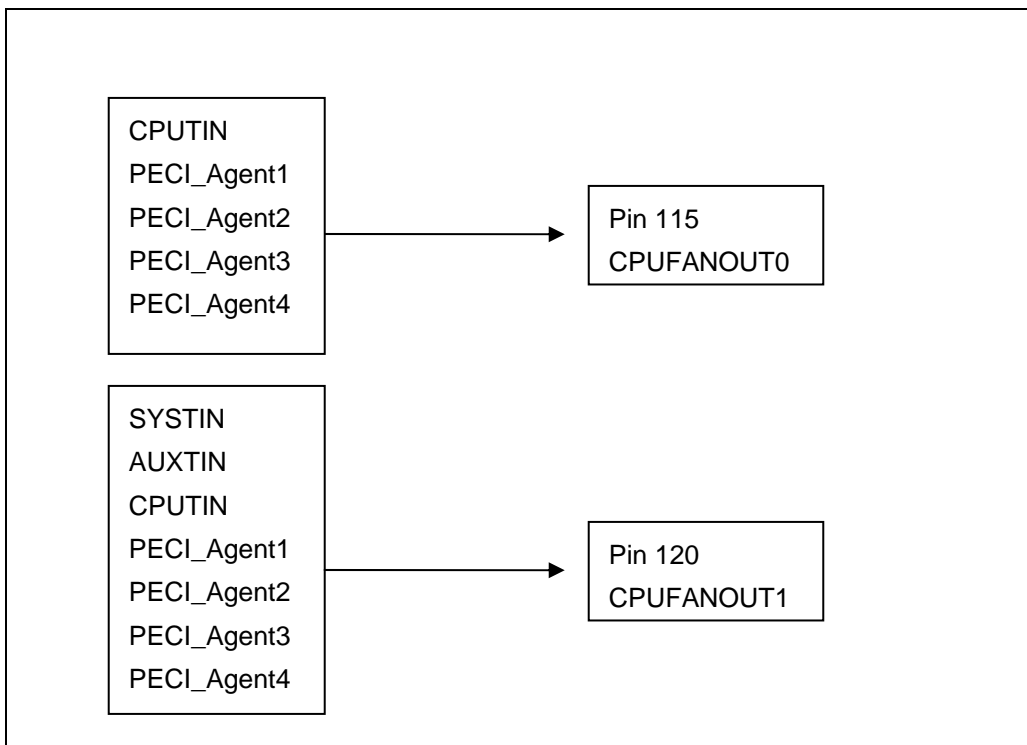 CPUTIN
PECI_Agent1
PECI_Agent2
PECI_Agent3
PECI_Agent4
Pin 115
CPUFANOUT0
SYSTIN
AUXTIN
CPUTIN
PECI_Agent1
PECI_Agent2
PECI_Agent3
PECI_Agent4
Pin 120
CPUFANOUT1